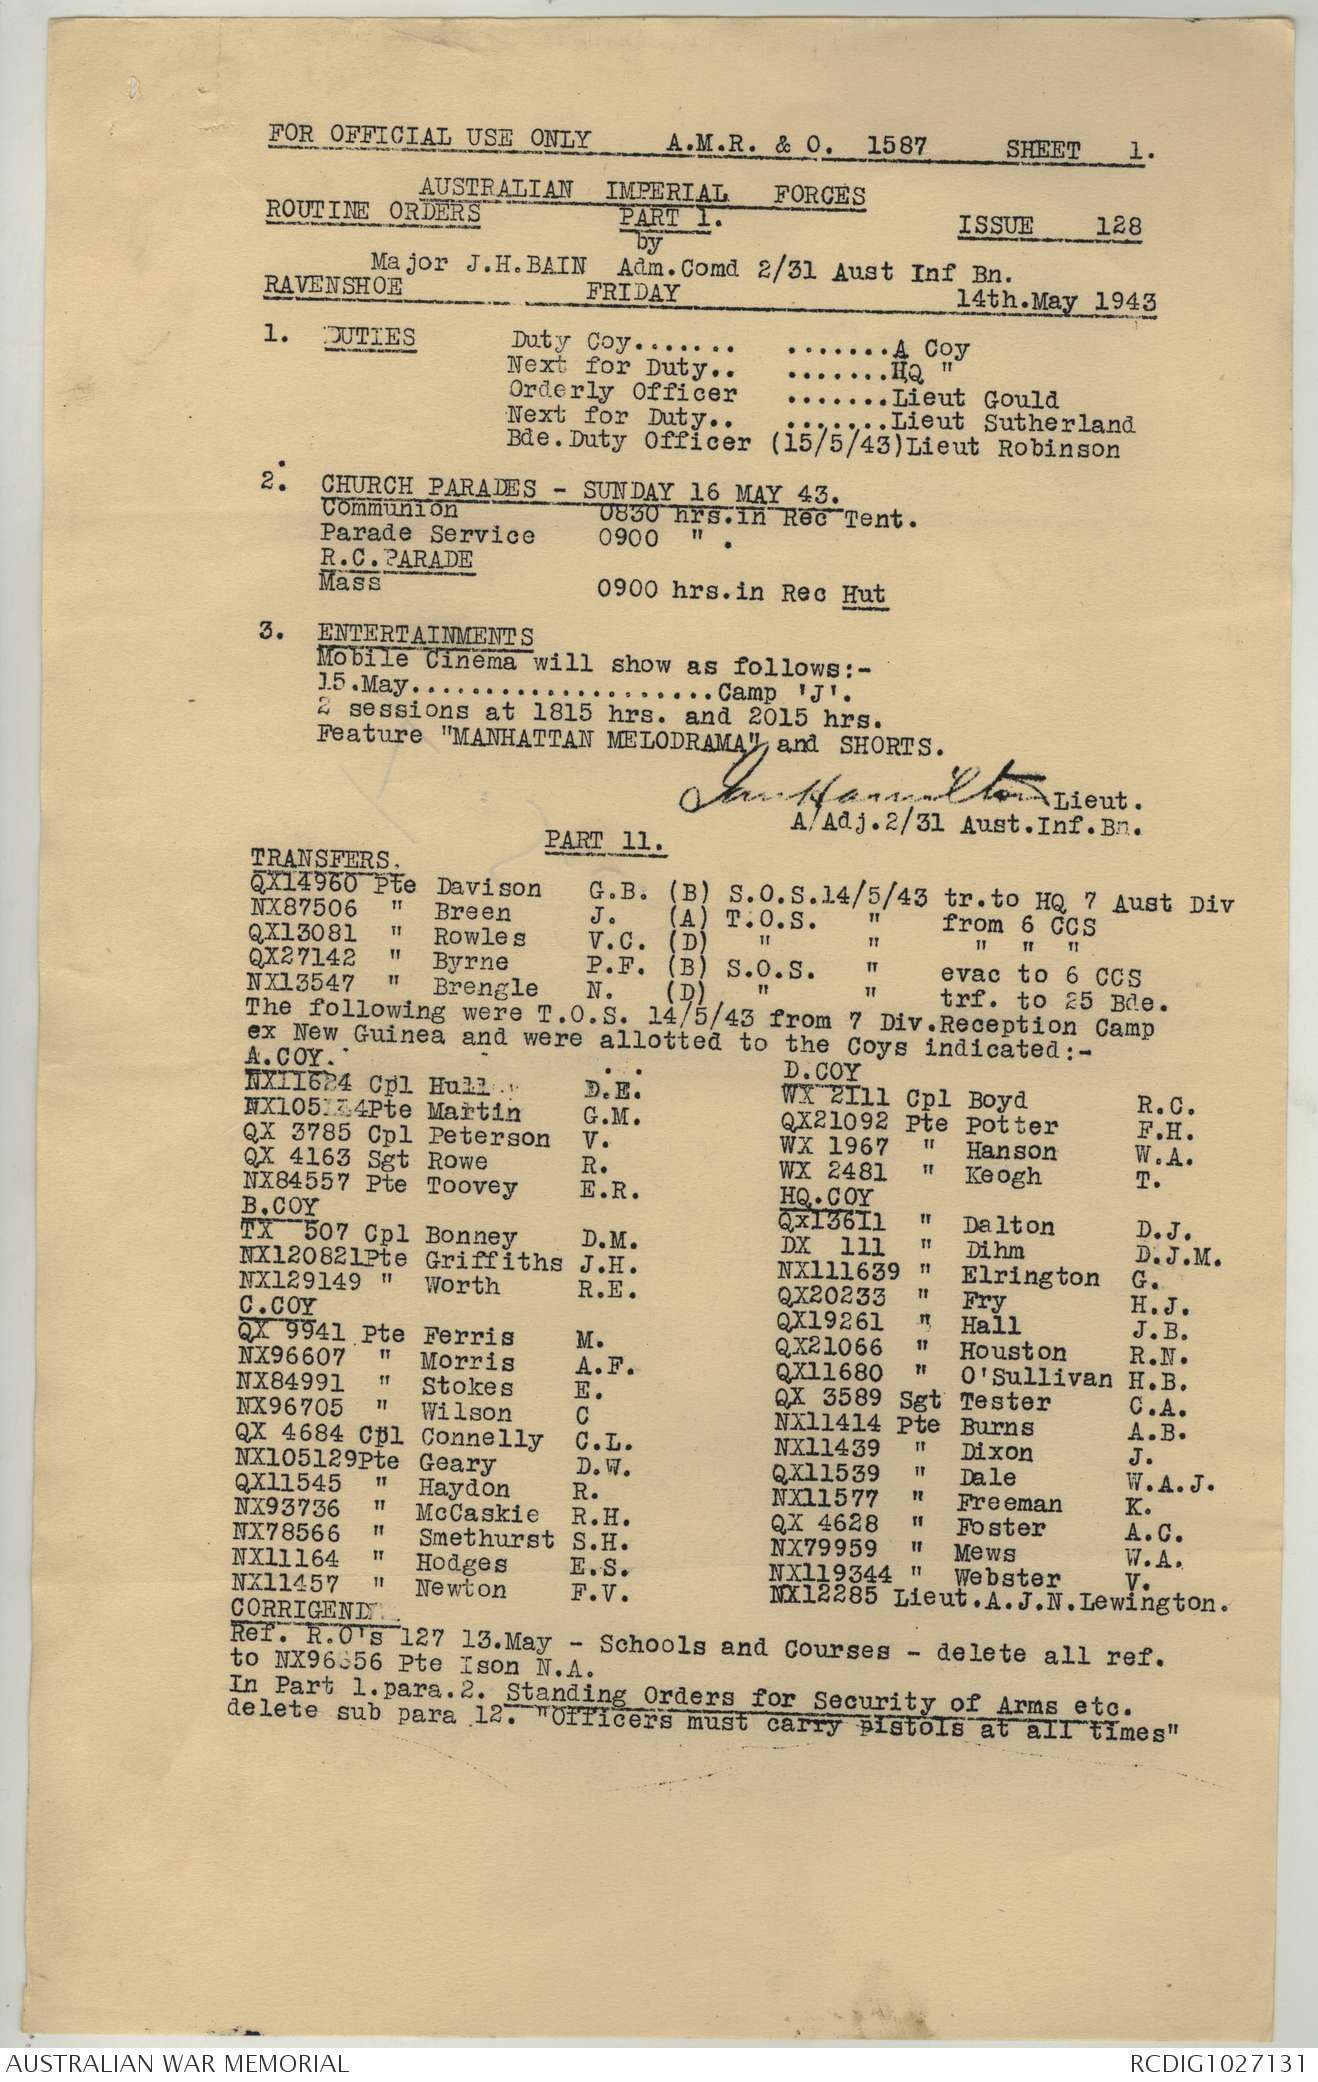 FOR OFFICIAL USE ONLY A.M.R. & O. 1587 SHEET 1.
AUSTRALIAN IMPERIAL FORCES
ROUTINE ORDERS PART 1. ISSUE 128
by
Major J.H.BAIN Adm.Comd 2/31 Aust Inf Bn.
RAVENSHOE FRIDAY 14th.May 1943
1. DUTIES Duty Coy....... .......A Coy
Next for Duty.. .......HQ "
Orderly Officer .......Lieut Gould
Next for Duty.. .......Lieut Sutherland
Bde.Duty Officer (15/5/43)Lieut Robinson
2. CHURCH PARADES - SUNDAY 16 MAY 43.
Communion 0830 hrs.in Rec Tent.
Parade Service 0900 " .
R.C.PARADE
Mass 0900 hrs.in Rec Hut
3. ENTERTAINMENTS
Mobile Cinema will show as follows:-
15.May.....................Camp 'J'.
2 sessions at 1815 hrs. and 2015 hrs.
Feature "MANHATTAN MELODRAMA" and SHORTS.
Ian Hamilton Lieut.
A/Adj.2/31 Aust.Inf.Bn.
PART 11.
TRANSFERS.
QX14960 Pte Davison G.B. (B) S.O.S.14/5/43 tr.to HQ 7 Aust Div
NX87506 " Breen J. (A) T.O.S. " from 6 CCS
QX13081 " Rowles V.C. (D) " " " " "
QX27142 " Byrne P.F. (B) S.O.S. " evac to 6 CCS
NX13547 " Brengle N. (D) " " trf. to 25 Bde.
The following were T.O.S. 14/5/43 from 7 Div.Reception Camp
ex New Guinea and were allotted to the Coys indicated:-
A.COY.
NX11624 Cpl Hull D.E.
Pte Martin G.M.
QX 3785 Cpl Peterson V.
QX 4163 Sgt Rowe R.
NX84557 Pte Toovey E.R.
B.COY
TX 507 Cpl Bonney D.M.
NX120821Pte Griffiths J.H.
NX129149 " Worth R.E.
C.COY
QX 9941 Pte Ferris M.
NX96607 " Morris A.F.
NX84991 " Stokes E.
NX96705 " Wilson C
QX 4684 Cpl Connelly C.L.
NX105129Pte Geary D.W.
QX11545 " Haydon R.
NX93736 " McCaskie R.H.
NX78566 " Smethurst S.H.
NX11164 " Hodges E.S.
NX11457 " Newton F.V.
D.COY
WX 2111 Cpl Boyd R.C.
QX21092 Pte Potter F.H.
WX 1967 " Hanson W.A.
WX 2481 " Keogh T.
HQ.COY
Qx13611 " Dalton D.J.
DX 111 " Dihm D.J.M.
NX111639 " Elrington G.
QX20233 " Fry H.J.
QX19261 " Hall J.B.
QX21066 " Houston R.N.
QX11680 " O'Sullivan H.B.
QX 3589 Sgt Tester C.A.
NX11414 Pte Burns A.B.
NX11439 " Dixon J.
QX11539 " Dale W.A.J.
NX11577 " Freeman K.
QX 4628 " Foster A.C.
NX79959 " Mews W.A.
NX119344 " Webster V.
NX12285 Lieut.A.J.N.Lewington.
Ref. R.O's 127 13.May - Schools and Courses - delete all ref.
to Pte Ison N.A.
In Part 1.para.2. Standing Orders for Security of Arms etc.
delete sub para 12. "Officers must carry pistols at all times"
AUSTRALIAN WAR MEMORIAL RCDIG1027131